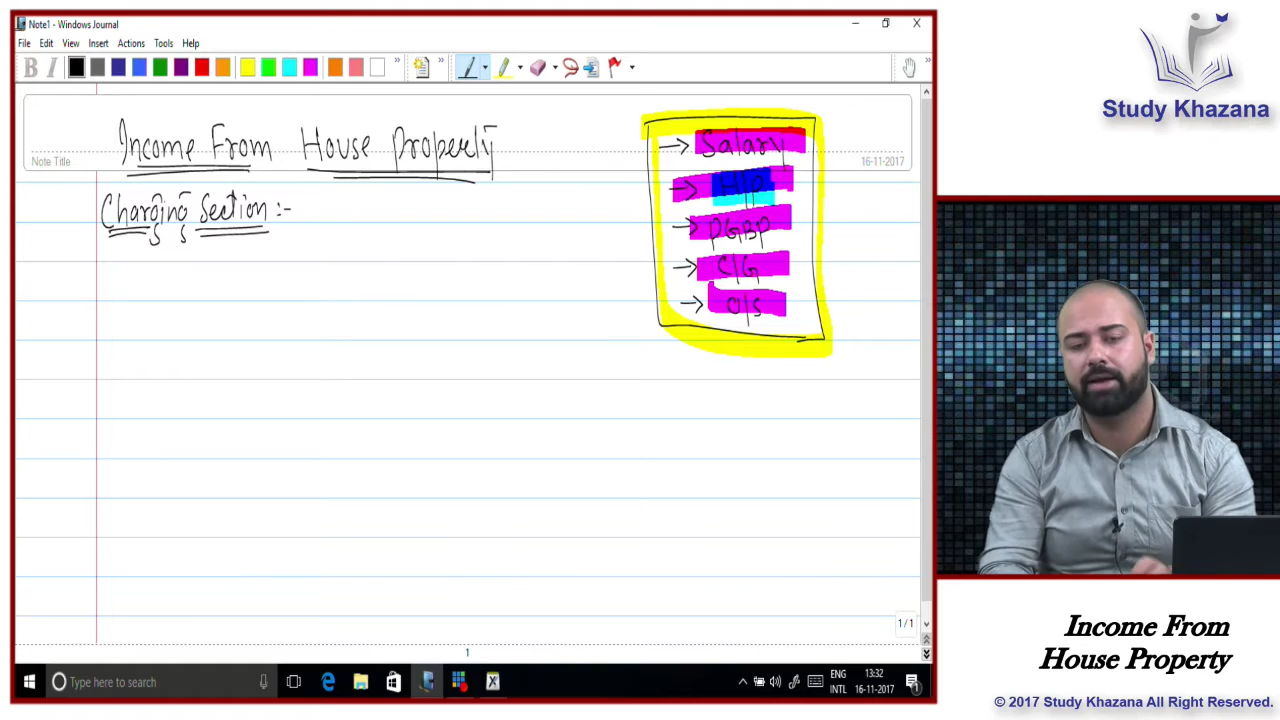 Note1 - Windows Journal
File Edit View Insert Actions Tools Help
B I
Income From House Property
Note Title
16-11-2017
Charging Section :-
→ Salary
→ H/P
→ PGBP
→ C/G
→ O/S
1/1
1
Type here to search
ENG
INTL
13:32
16-11-2017
1
Study Khazana
Income From
House Property
© 2017 Study Khazana All Right Reserved.